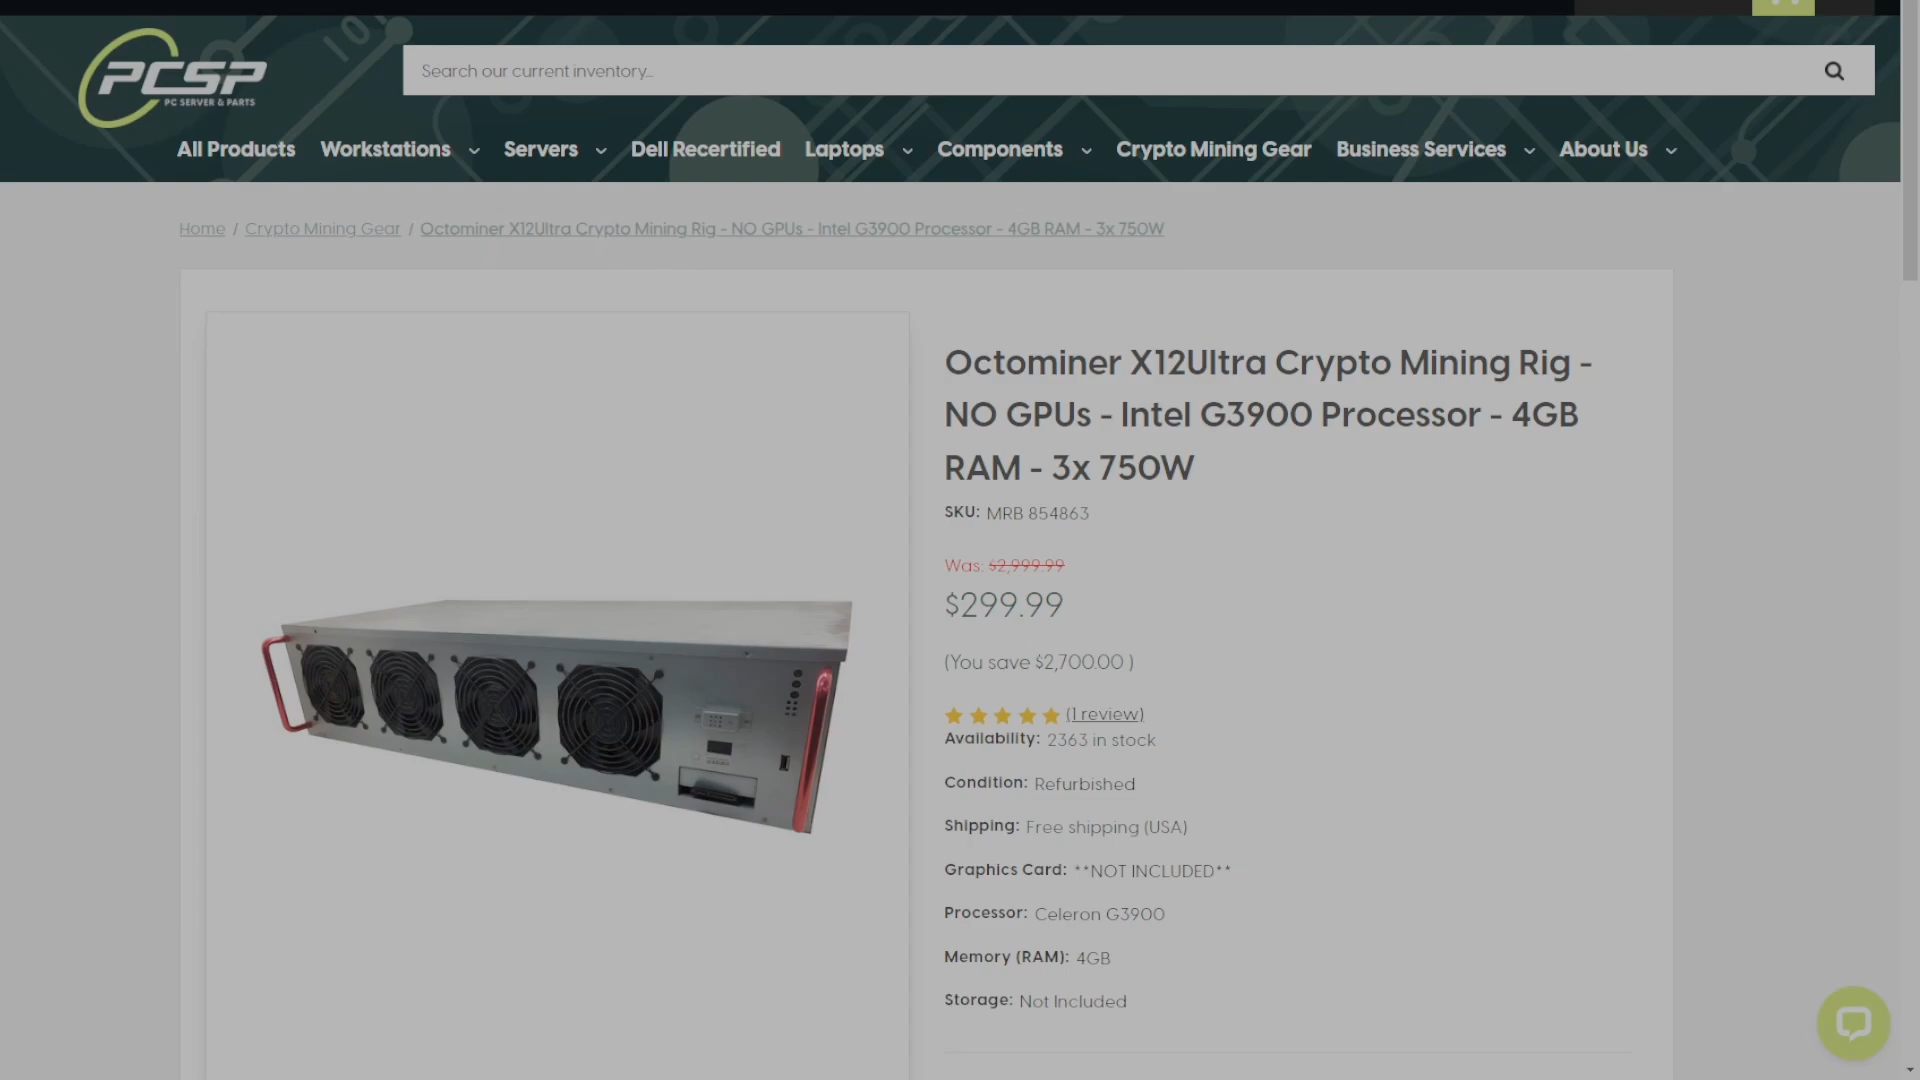 PCSP
PC SERVER & PARTS
Search our current inventory...
All Products Workstations Servers Dell Recertified Laptops Components Crypto Mining Gear Business Services About Us
Home / Crypto Mining Gear / Octominer X12Ultra Crypto Mining Rig - NO GPUs - Intel G3900 Processor - 4GB RAM - 3x 750W
Octominer X12Ultra Crypto Mining Rig -
NO GPUs - Intel G3900 Processor - 4GB
RAM - 3x 750W
SKU: MRB 854863
Was: $2,999.99
$299.99
(You save $2,700.00 )
(1 review)
Availability: 2363 in stock
Condition: Refurbished
Shipping: Free shipping (USA)
Graphics Card: **NOT INCLUDED**
Processor: Celeron G3900
Memory (RAM): 4GB
Storage: Not Included